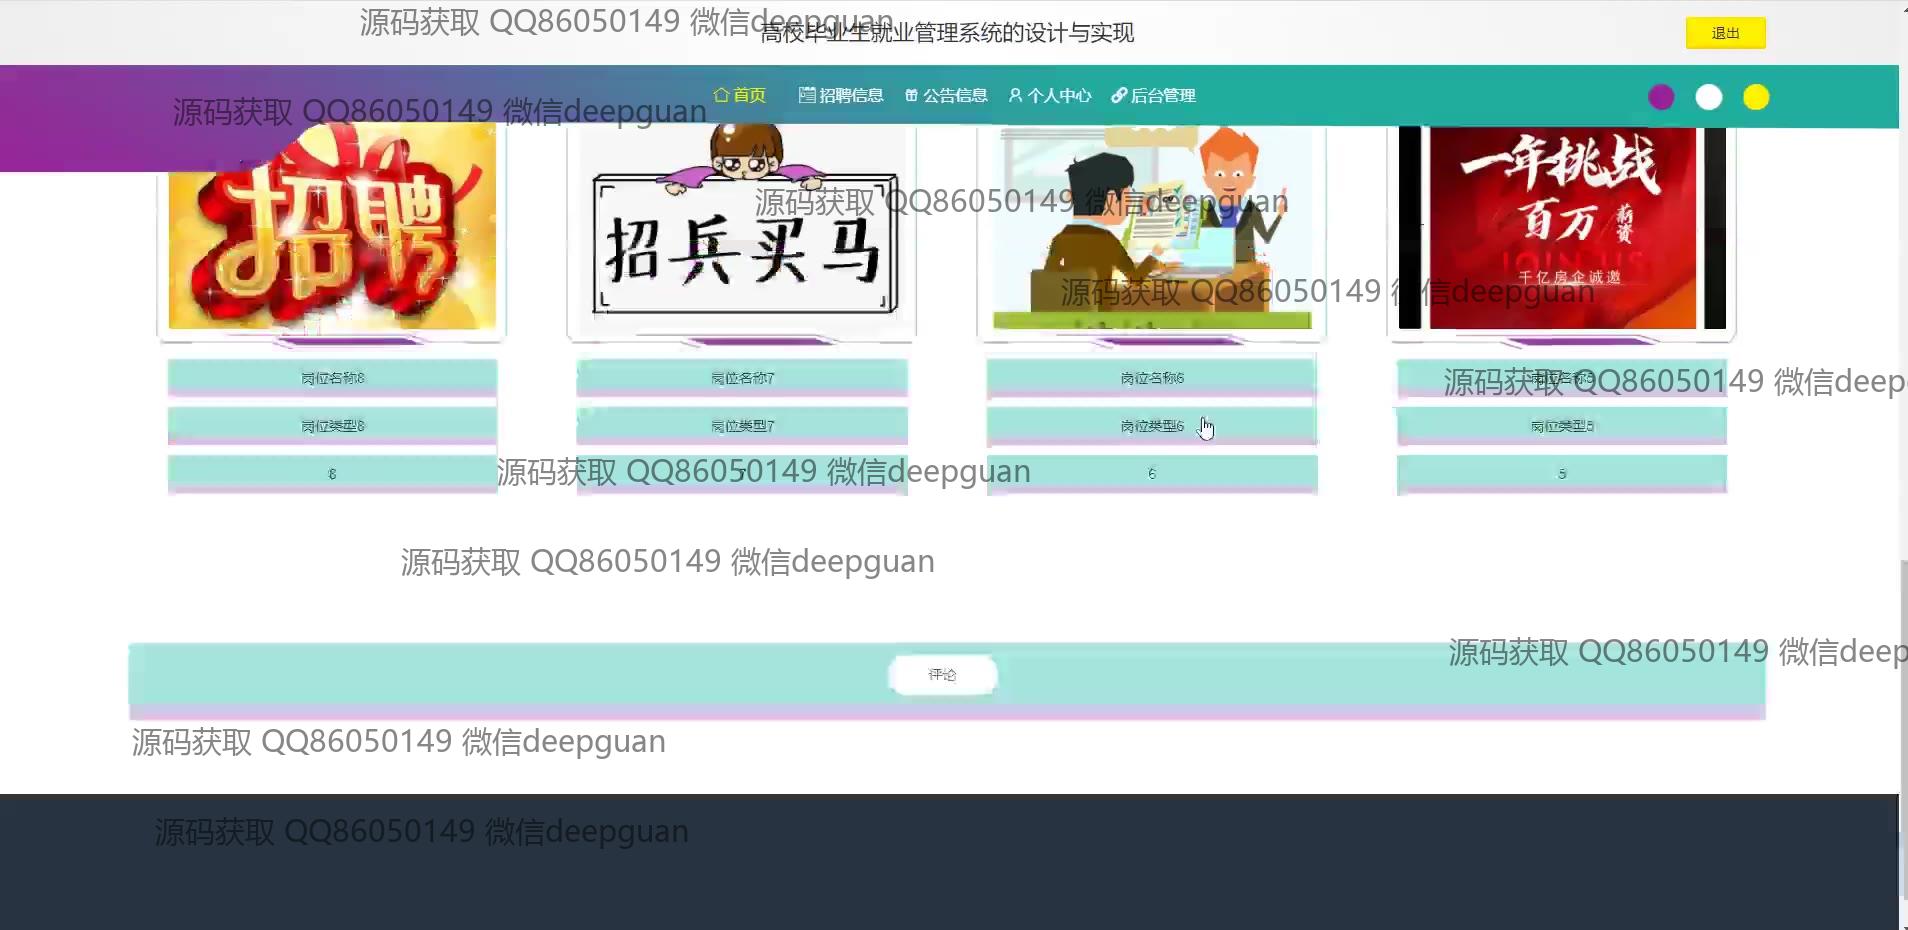 源码获取 QQ86050149 微信deepguan
高校毕业生就业管理系统的设计与实现
退出
首页 招聘信息 公告信息 个人中心 后台管理
源码获取 QQ86050149 微信deepguan
招聘
招兵买马
一年挑战
百万 薪资
JOIN US
千亿房企诚邀
源码获取 QQ86050149 微信deepguan
源码获取 QQ86050149 微信deepguan
岗位名称8 岗位名称7 岗位名称6 岗位名称5
源码获取 QQ86050149 微信deep
岗位类型8 岗位类型7 岗位类型6 岗位类型5
8 7 6 5
源码获取 QQ86050149 微信deepguan
源码获取 QQ86050149 微信deepguan
源码获取 QQ86050149 微信deep
评论
源码获取 QQ86050149 微信deepguan
源码获取 QQ86050149 微信deepguan